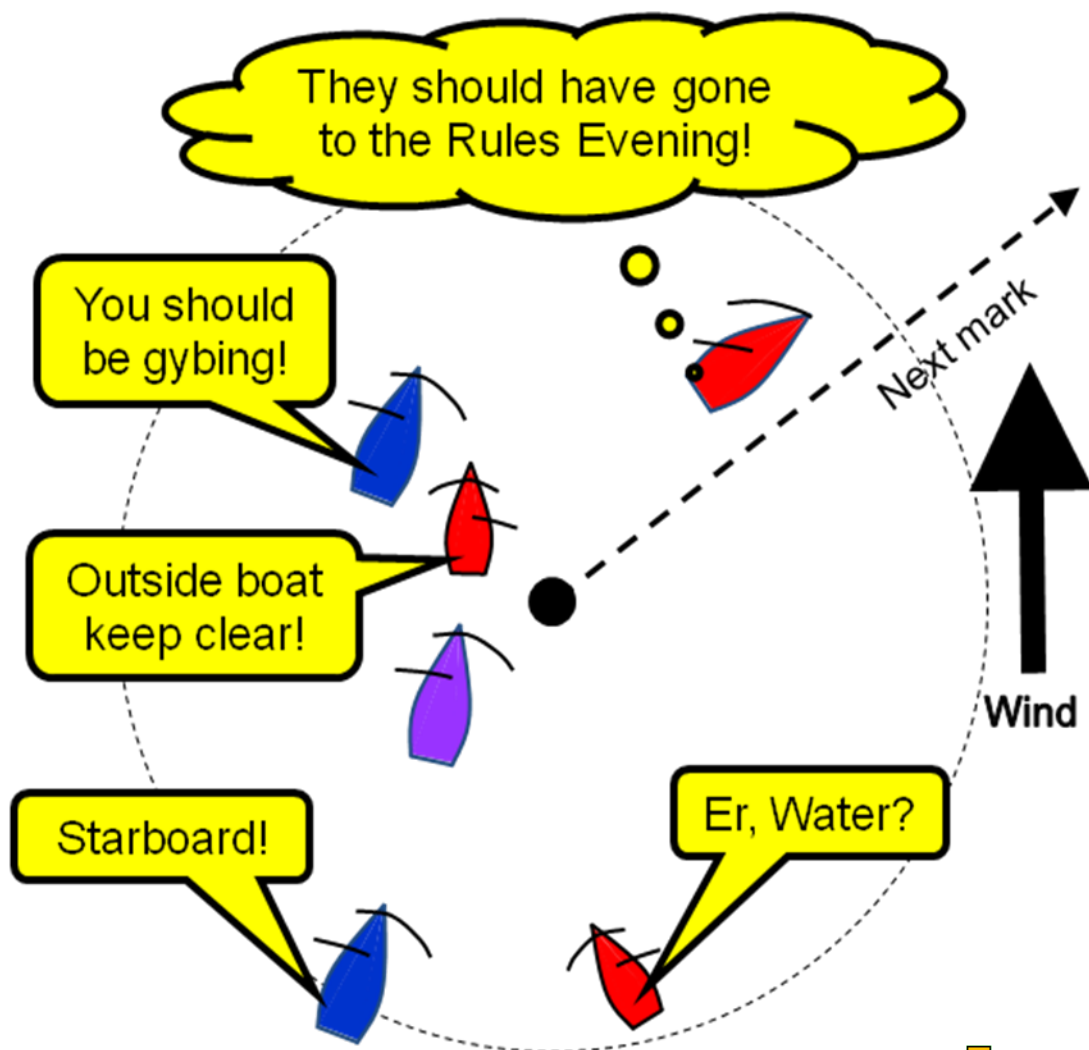 They should have gone
to the Rules Evening!
You should
be gybing!
Next mark
Outside boat
keep clear!
Wind
Starboard!
Er, Water?